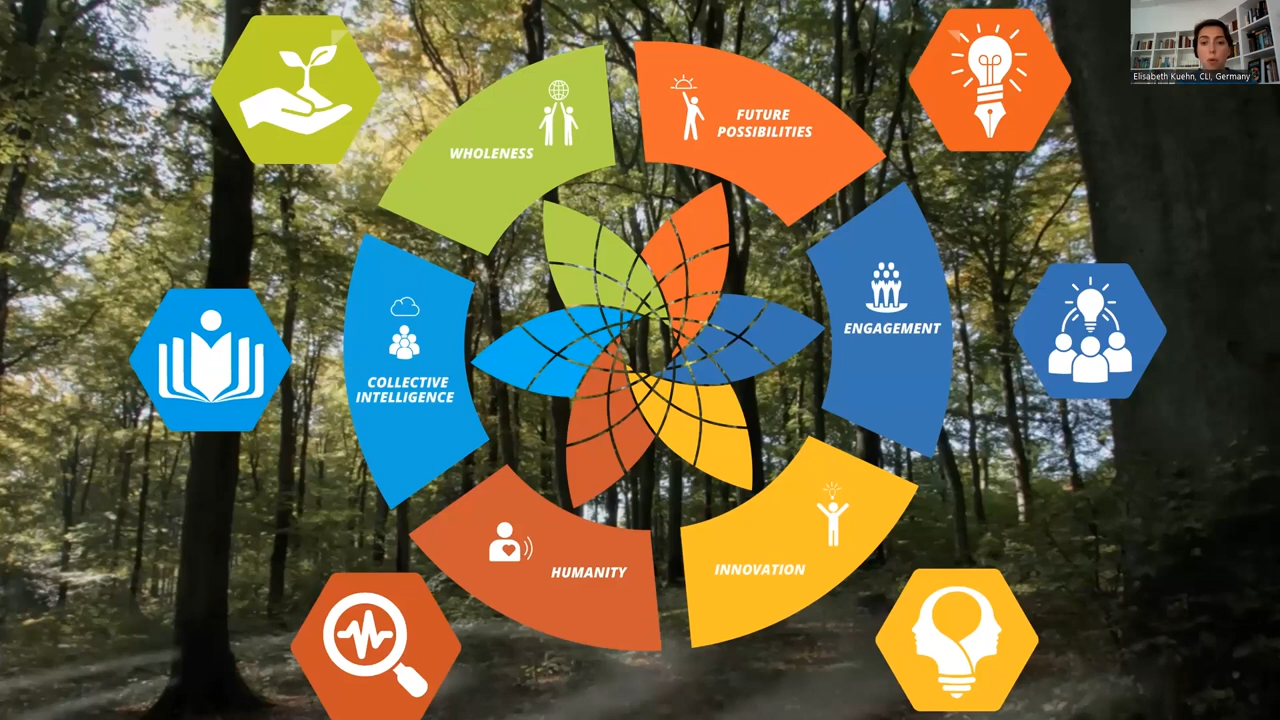 Elisabeth Kuehn, CLI, Germany
WHOLENESS
FUTURE
POSSIBILITIES
ENGAGEMENT
COLLECTIVE
INTELLIGENCE
HUMANITY
INNOVATION